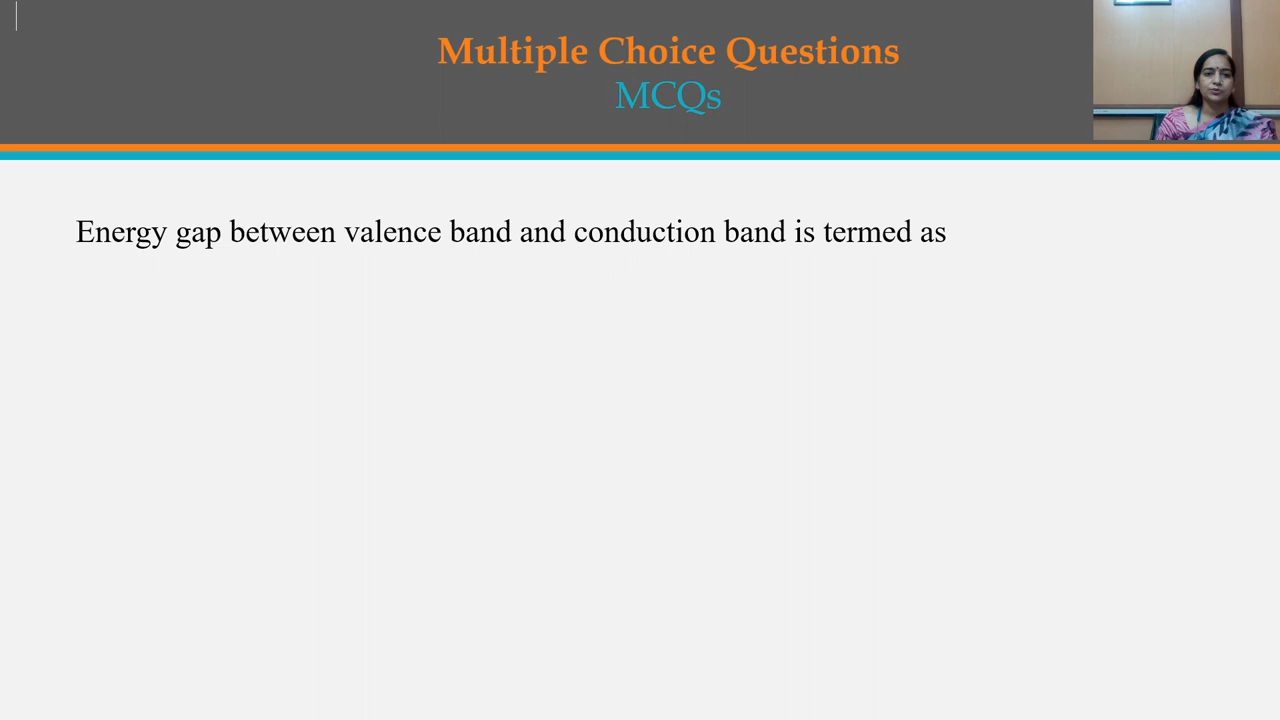 Multiple Choice Questions
MCQs
Energy gap between valence band and conduction band is termed as